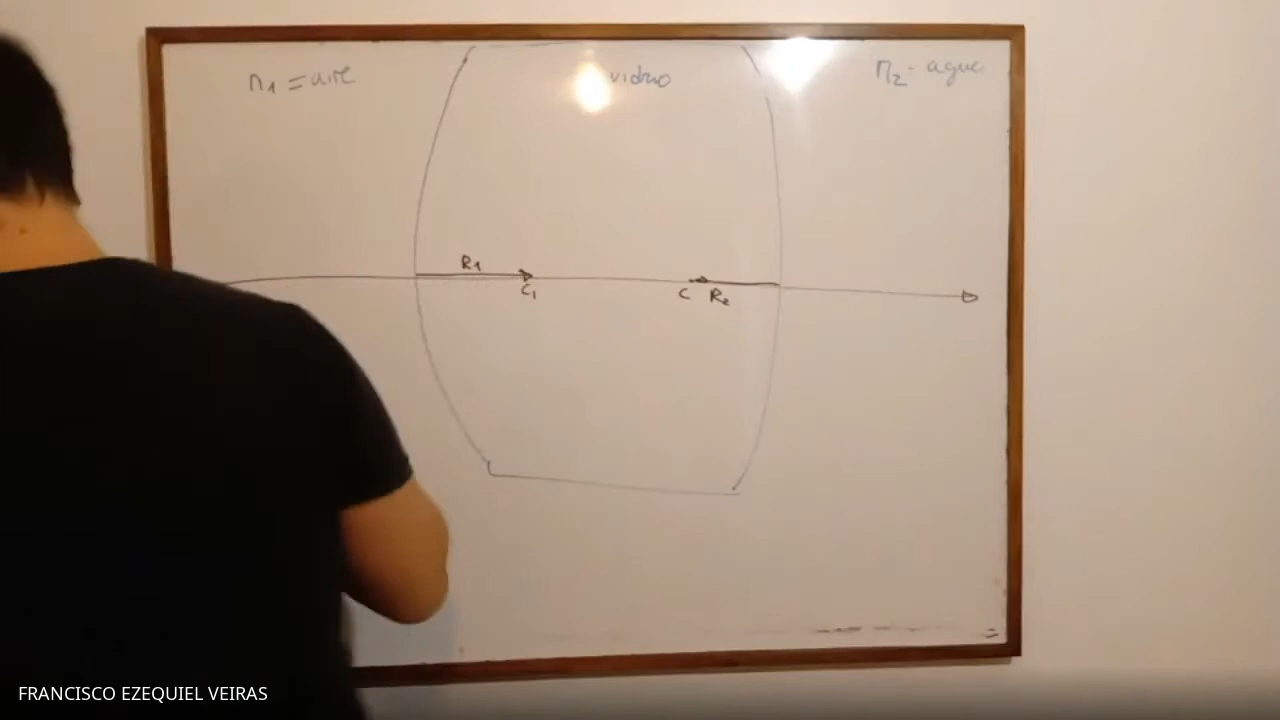 n₁ = aire
vidrio
n₂ = agua
R₁
C₁
C R₂
FRANCISCO EZEQUIEL VEIRAS